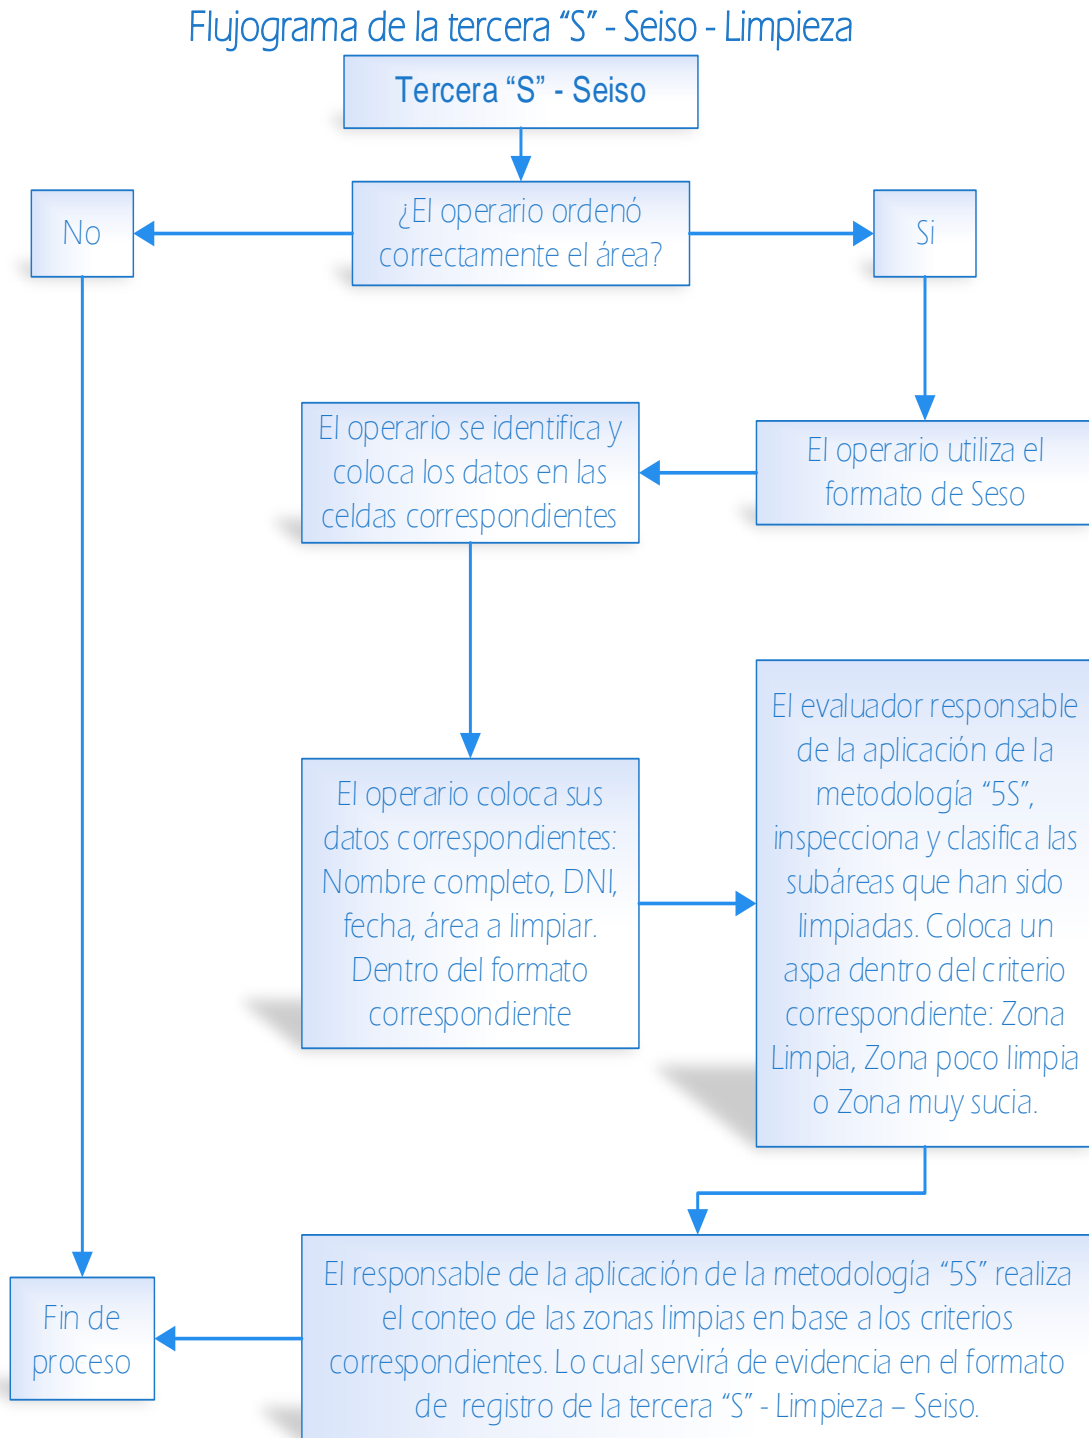 Flujograma de la tercera “S” - Seiso - Limpieza
Tercera “S” - Seiso
¿El operario ordenó
correctamente el área?
No
Si
El operario utiliza el
formato de Seso
El operario se identifica y
coloca los datos en las
celdas correspondientes
El operario coloca sus
datos correspondientes:
Nombre completo, DNI,
fecha, área a limpiar.
Dentro del formato
correspondiente
El evaluador responsable
de la aplicación de la
metodología “5S”,
inspecciona y clasifica las
subáreas que han sido
limpiadas. Coloca un
aspa dentro del criterio
correspondiente: Zona
Limpia, Zona poco limpia
o Zona muy sucia.
El responsable de la aplicación de la metodología “5S” realiza
el conteo de las zonas limpias en base a los criterios
correspondientes. Lo cual servirá de evidencia en el formato
de registro de la tercera “S” - Limpieza – Seiso.
Fin de
proceso